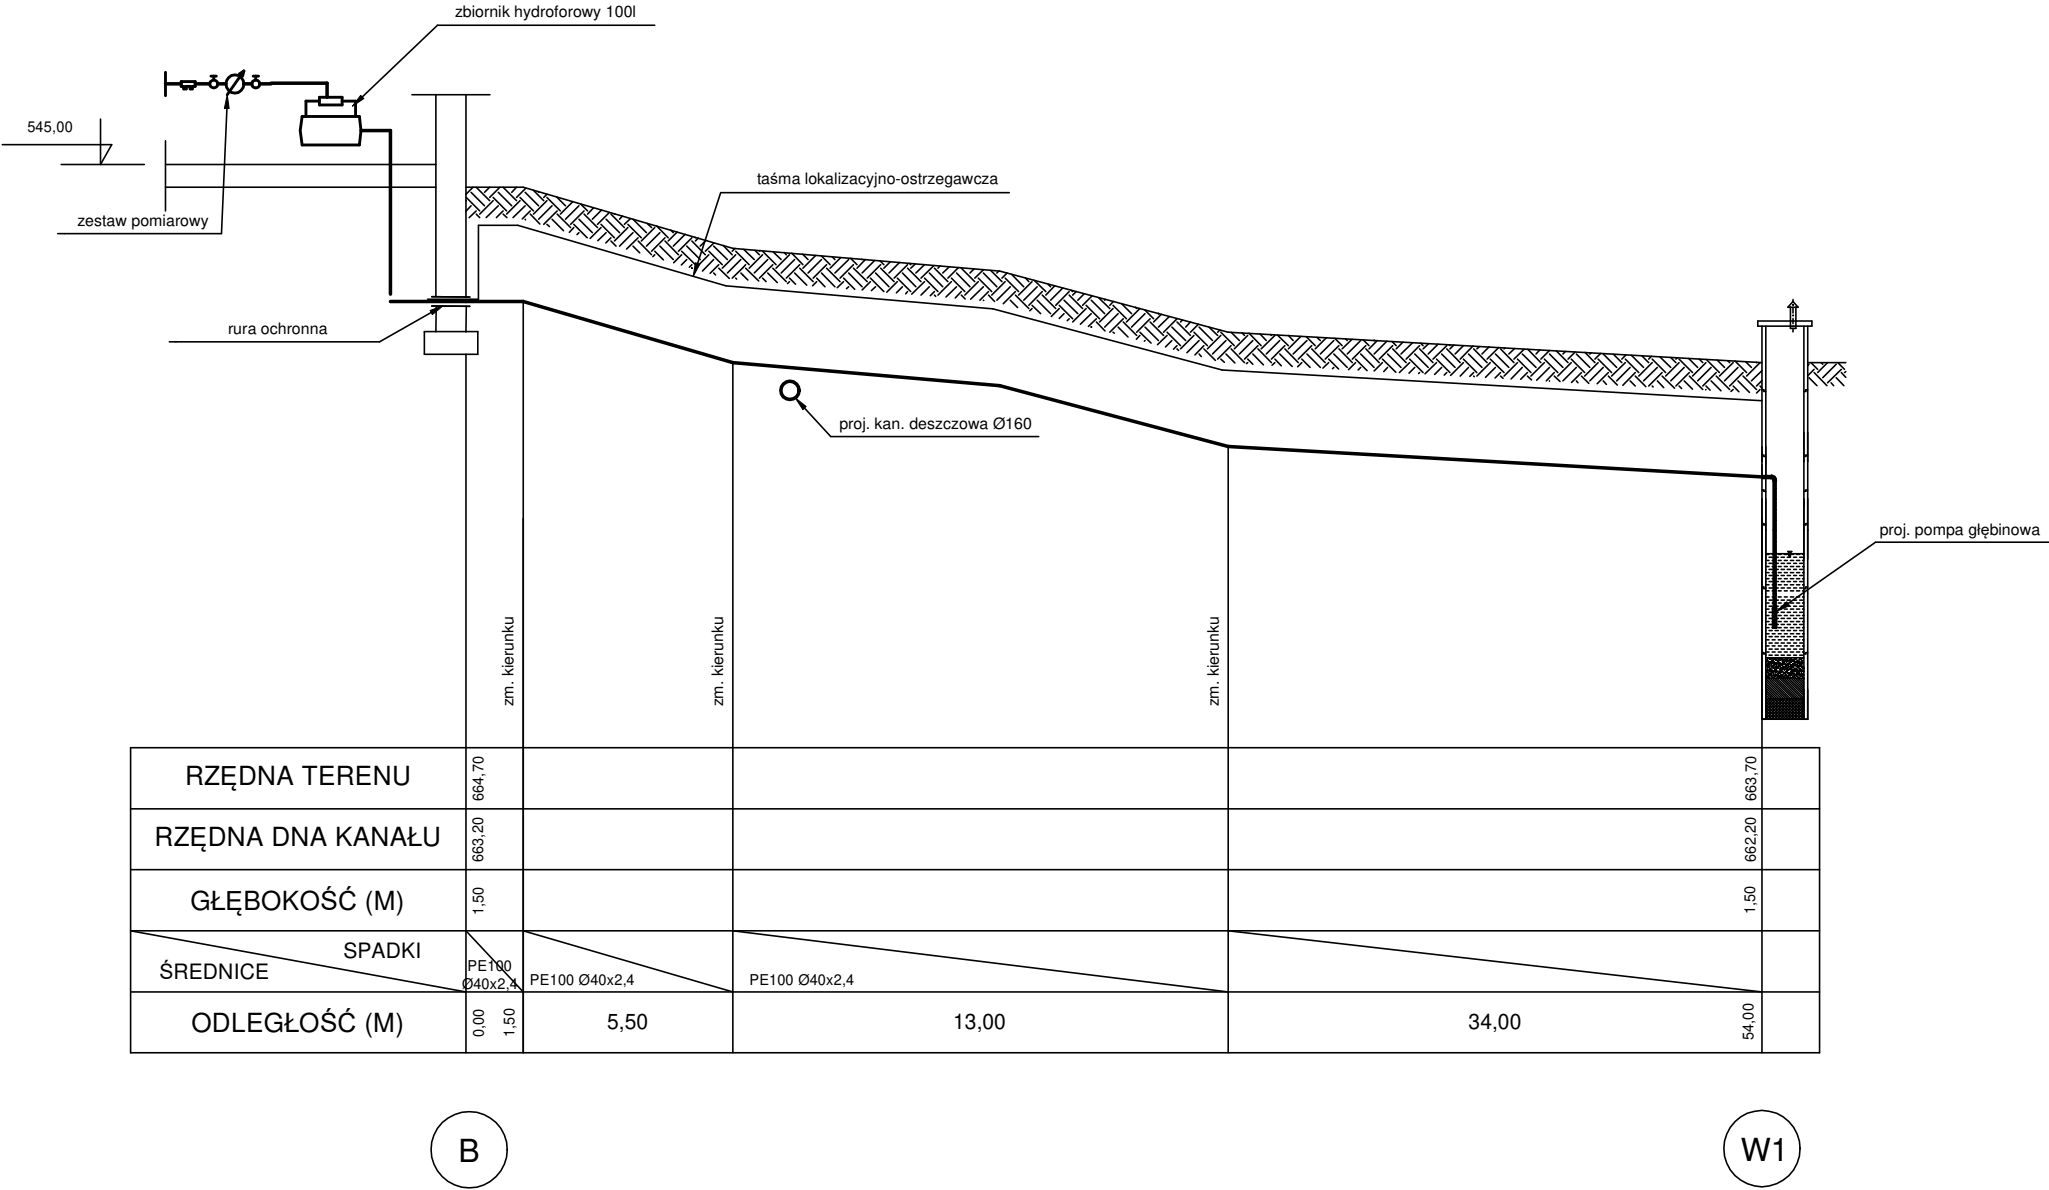 zbiornik hydroforowy 100l
545,00
taśma lokalizacyjno-ostrzegawcza
zestaw pomiarowy
rura ochronna
proj. kan. deszczowa Ø160
proj. pompa głębinowa
zm. kierunku
zm. kierunku
zm. kierunku
RZĘDNA TERENU
664,70
663,70
RZĘDNA DNA KANAŁU
663,20
662,20
GŁĘBOKOŚĆ (M)
1,50
1,50
SPADKI
ŚREDNICE
PE100
Ø40x2,4
PE100 Ø40x2,4
PE100 Ø40x2,4
ODLEGŁOŚĆ (M)
0,00
1,50
5,50
13,00
34,00
54,00
B
W1